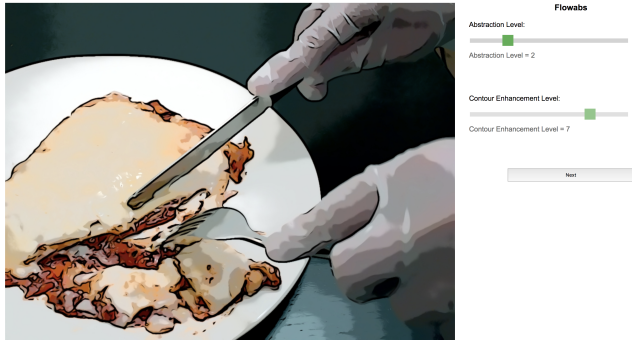 Flowabs
Abstraction Level:
Abstraction Level = 2
Contour Enhancement Level:
Contour Enhancement Level = 7
Next